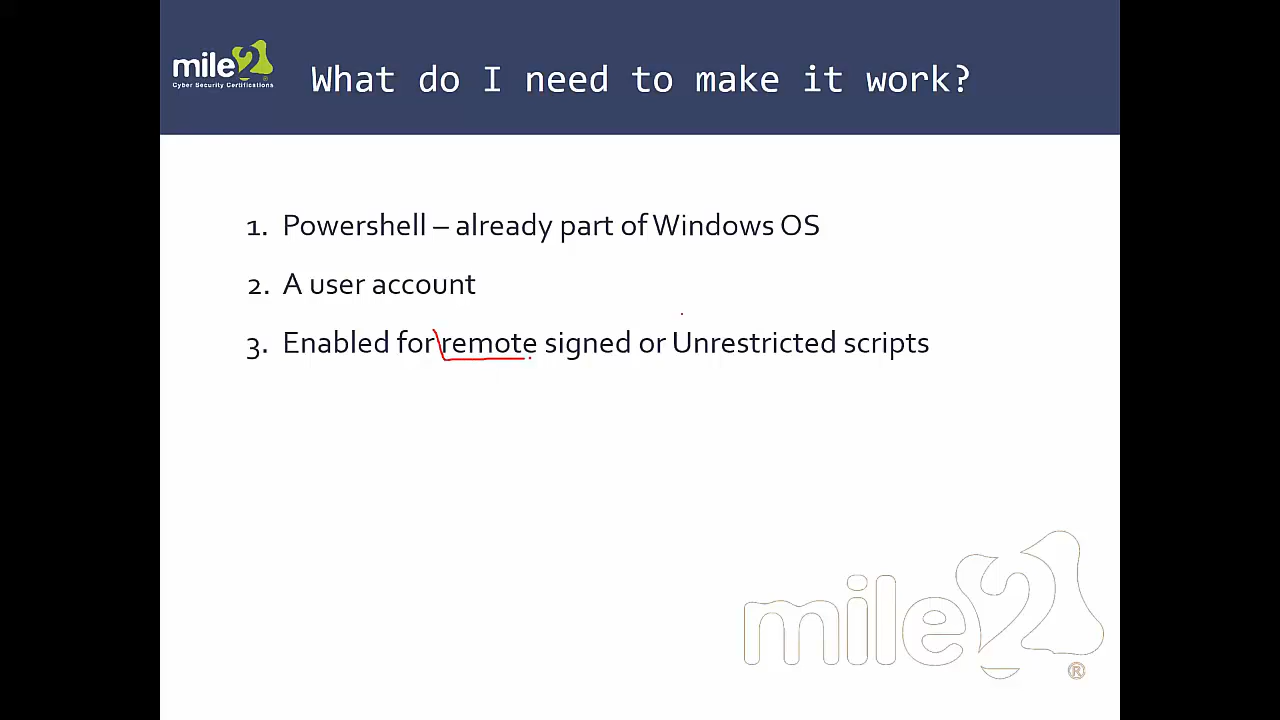 mile2
Cyber Security Certifications
What do I need to make it work?
1. Powershell – already part of Windows OS
2. A user account
3. Enabled for remote signed or Unrestricted scripts
mile2
®